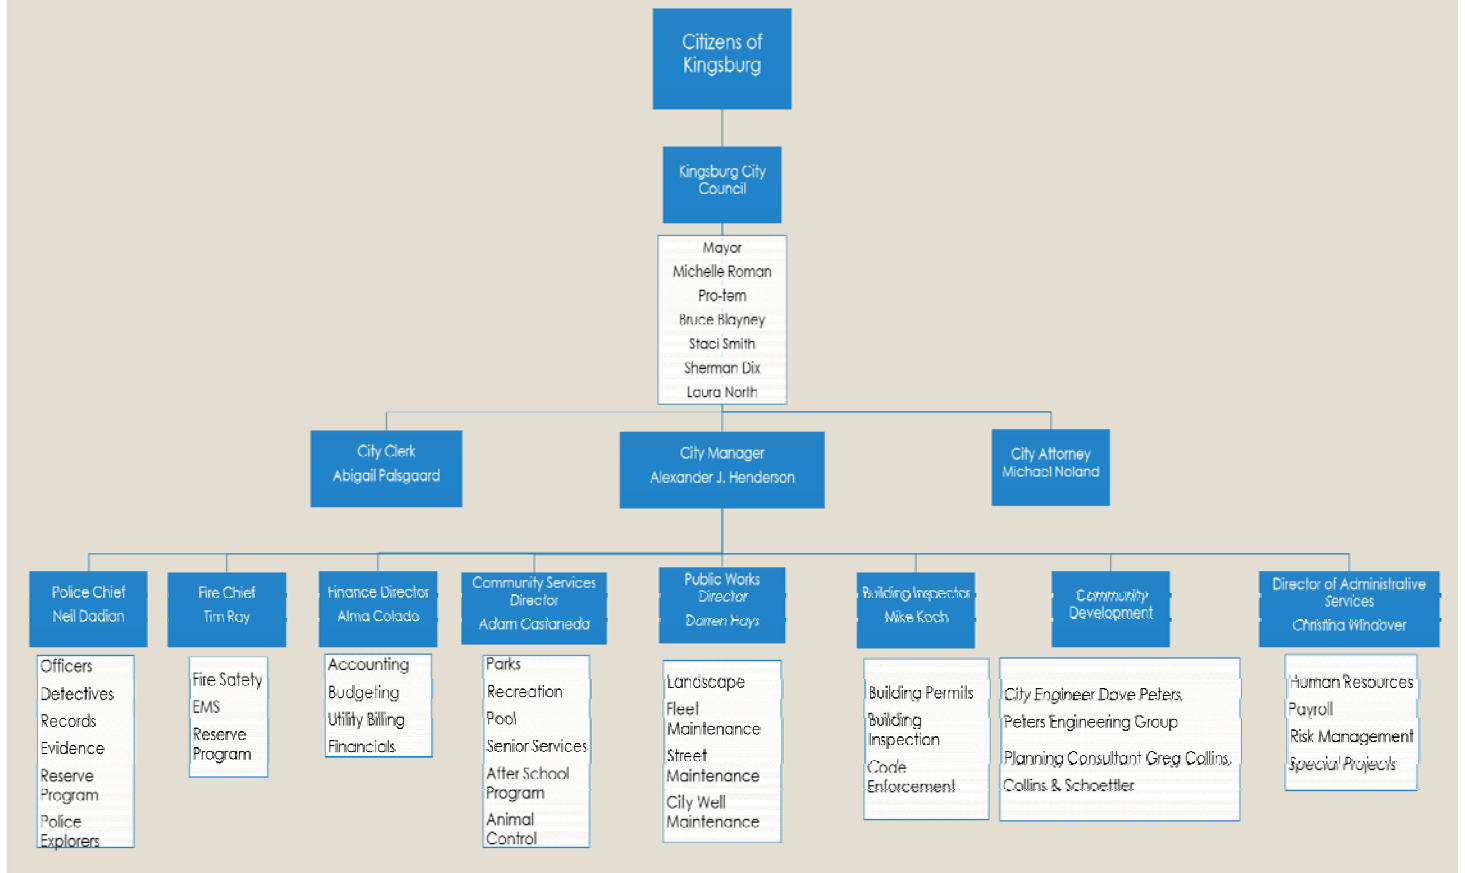 Citizens of
Kingsburg
Kingsburg City
Council
Mayor
Michelle Roman
Pro-tem
Bruce Blayney
Staci Smith
Sherman Dix
Laura North
City Clerk
Abigail Palsgaard
City Manager
Alexander J. Henderson
City Attorney
Michael Noland
Police Chief
Neil Dadian
Officers
Detectives
Records
Evidence
Reserve
Program
Police
Explorers
Fire Chief
Tim Ray
Fire Safety
EMS
Reserve
Program
Finance Director
Alma Colado
Accounting
Budgeting
Utility Billing
Financials
Community Services
Director
Adam Castaneda
Parks
Recreation
Pool
Senior Services
After School
Program
Animal
Control
Public Works
Director
Darren Hays
Landscape
Fleet
Maintenance
Street
Maintenance
City Well
Maintenance
Building Inspector
Mike Koch
Building Permits
Building
Inspection
Code
Enforcement
Community
Development
City Engineer Dave Peters,
Peters Engineering Group
Planning Consultant Greg Collins,
Collins & Schoettler
Director of Administrative
Services
Christina Windover
Human Resources
Payroll
Risk Management
Special Projects